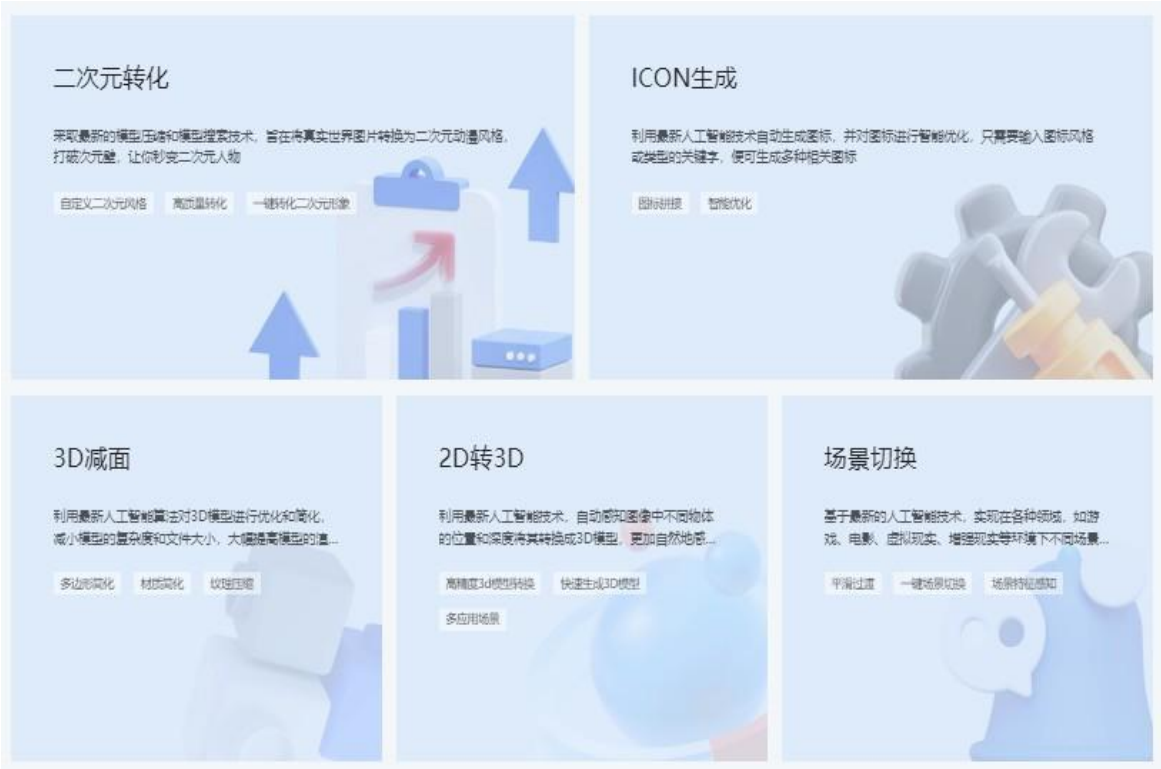 二次元转化
采取最新的模型压缩和模型搜索技术，旨在将真实世界图片转换为二次元动漫风格，
打破次元壁，让你秒变二次元人物
自定义二次元风格 高质量转化 一键转化二次元形象
ICON生成
利用最新人工智能技术自动生成图标，并对图标进行智能优化，只需要输入图标风格
或类型的关键字，便可生成多种相关图标
图标拼接 智能优化
3D减面
利用最新人工智能算法对3D模型进行优化和简化，
减小模型的复杂度和文件大小，大幅提高模型的渲...
多边形简化 材质简化 纹理压缩
2D转3D
利用最新人工智能技术，自动感知图像中不同物体
的位置和深度将其转换成3D模型，更加自然地感...
高精度3d模型转换 快速生成3D模型
多应用场景
场景切换
基于最新的人工智能技术，实现在各种领域，如游
戏、电影、虚拟现实、增强现实等环境下不同场景...
平滑过渡 一键场景切换 场景特征感知